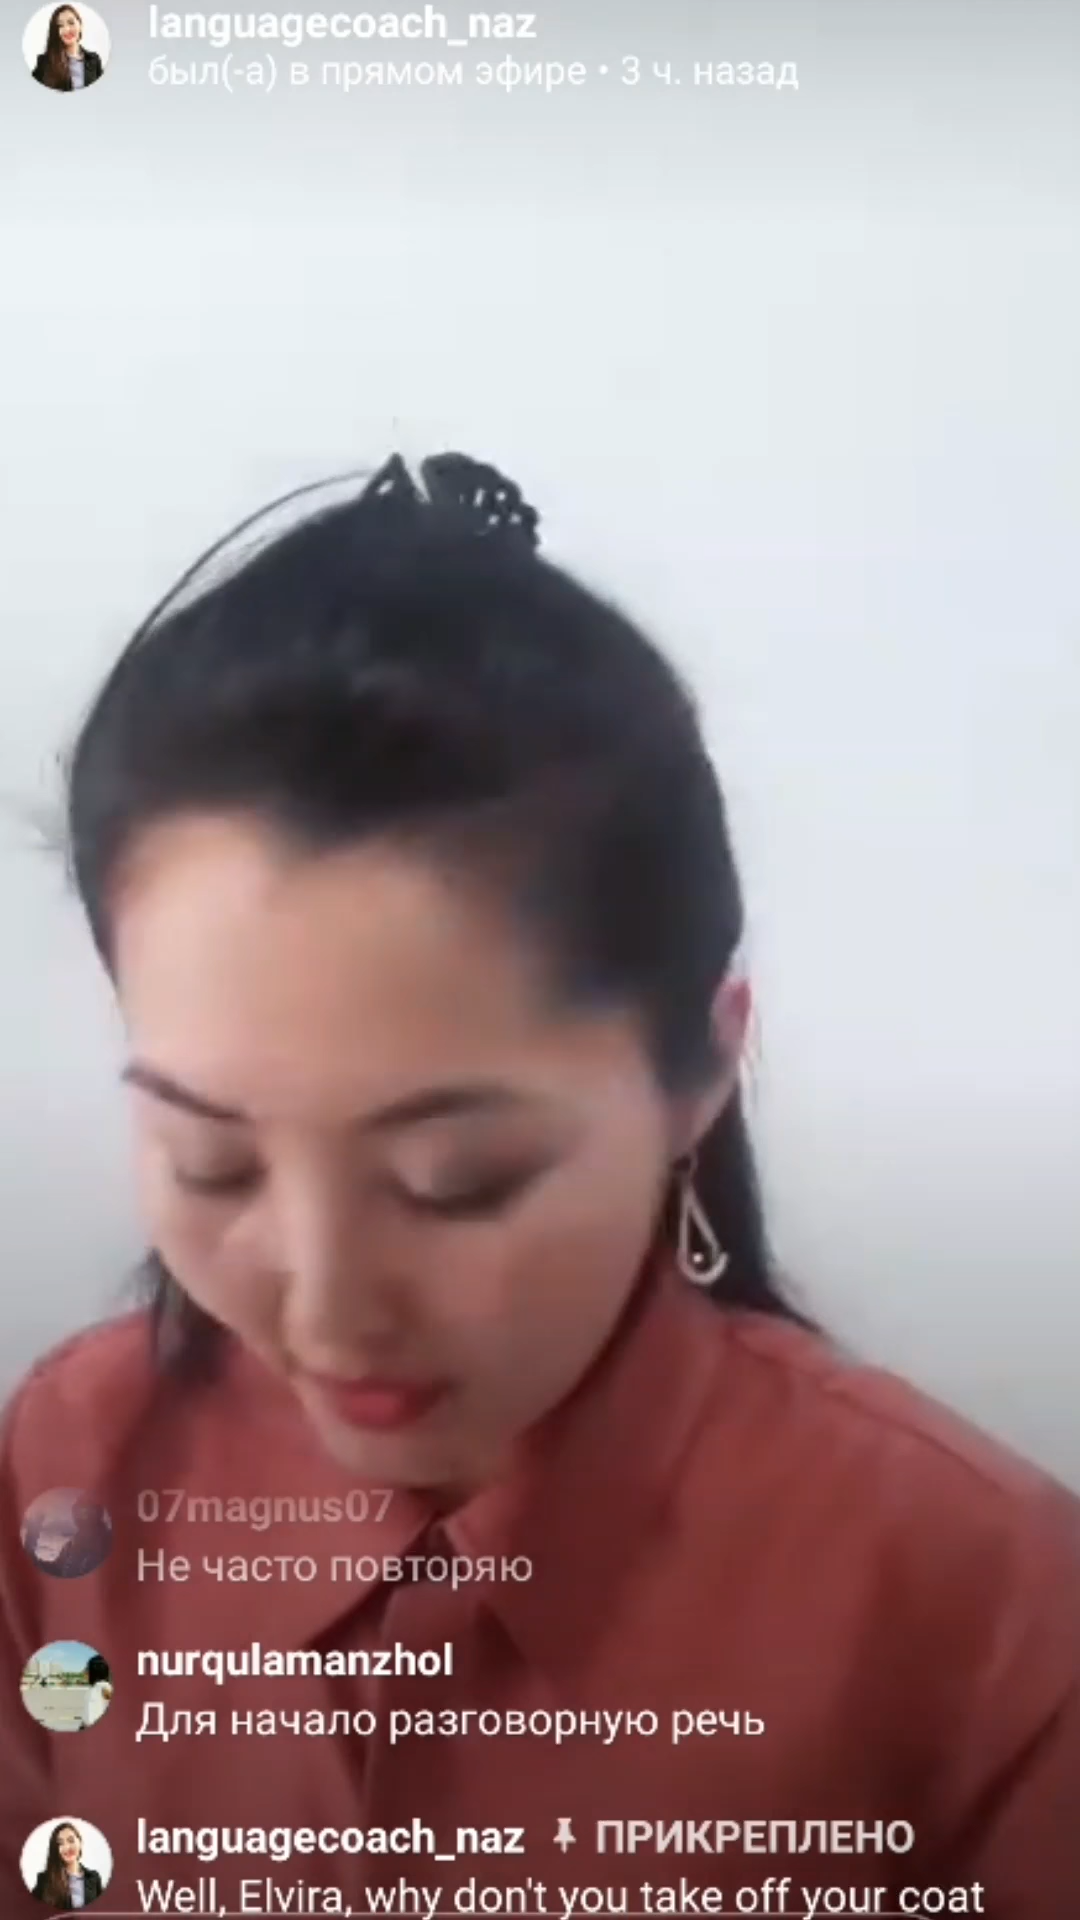 languagecoach_naz
был(-а) в прямом эфире • 3 ч. назад
07magnus07
Не часто повторяю
nurqulamanzhol
Для начало разговорную речь
languagecoach_naz ПРИКРЕПЛЕНО
Well, Elvira, why don't you take off your coat